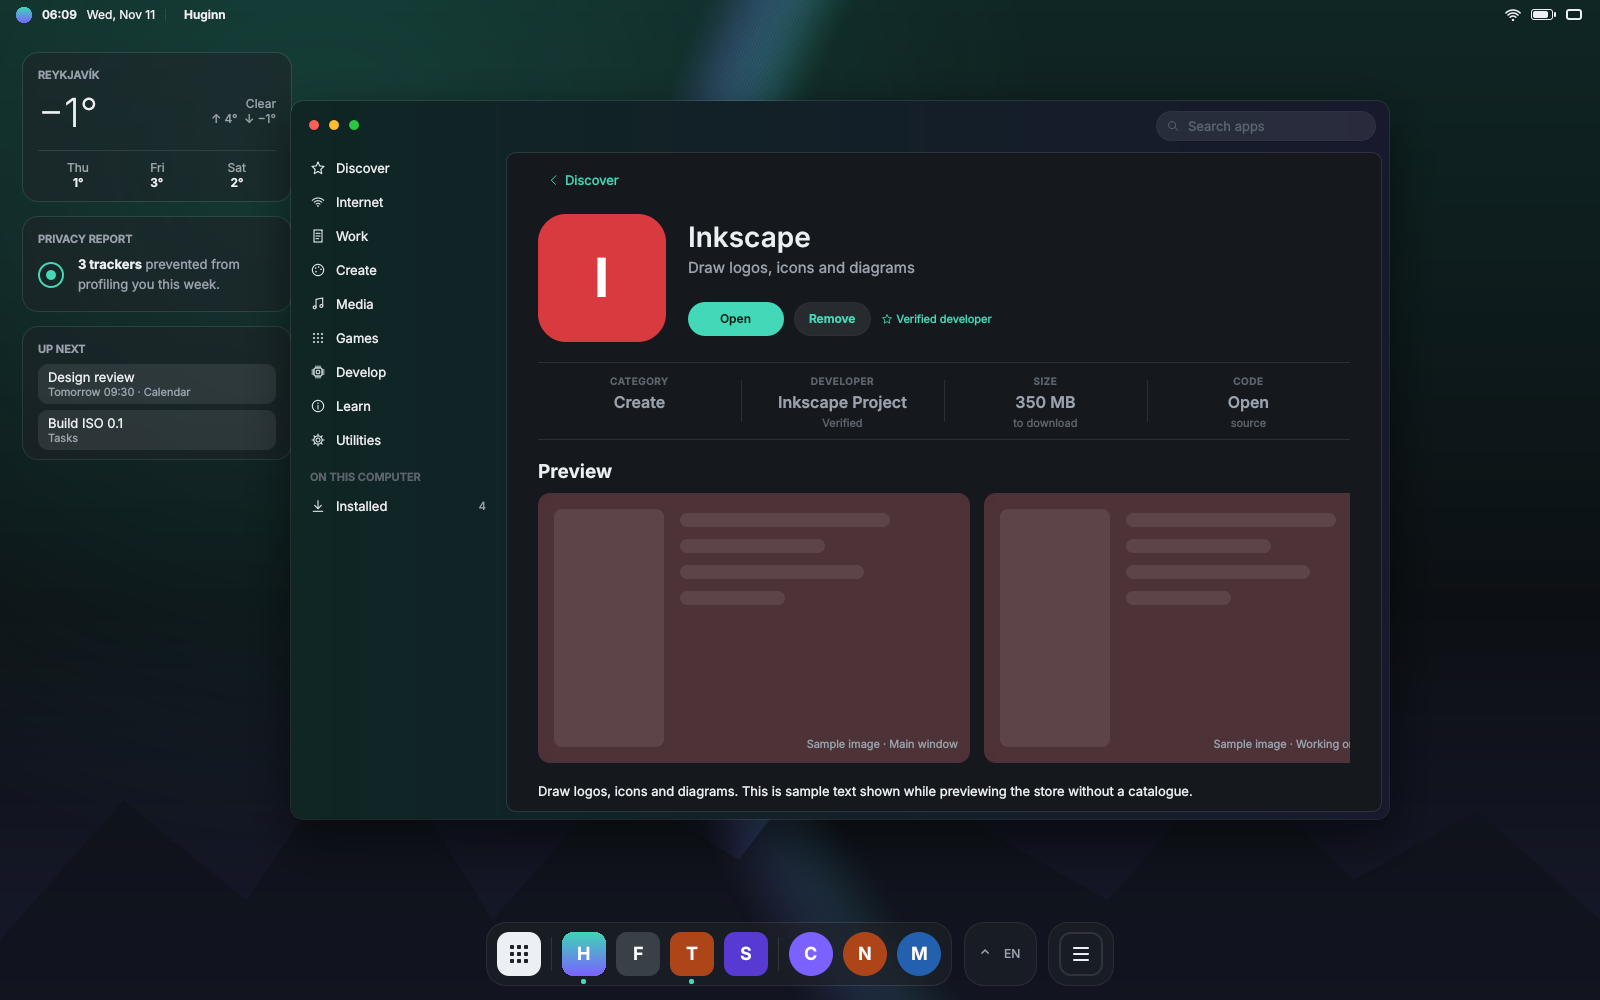 06:09 Wed, Nov 11 Huginn
REYKJAVÍK
−1°
Clear
↑ 4° ↓ −1°
Thu Fri Sat
1° 3° 2°
PRIVACY REPORT
3 trackers prevented from
profiling you this week.
UP NEXT
Design review
Tomorrow 09:30 · Calendar
Build ISO 0.1
Tasks
Search apps
Discover
Internet
Work
Create
Media
Games
Develop
Learn
Utilities
ON THIS COMPUTER
Installed 4
Discover
I
Inkscape
Draw logos, icons and diagrams
Open Remove Verified developer
CATEGORY
Create
DEVELOPER
Inkscape Project
Verified
SIZE
350 MB
to download
CODE
Open
source
Preview
Sample image · Main window
Sample image · Working
Draw logos, icons and diagrams. This is sample text shown while previewing the store without a catalogue.
H F T S C N M EN